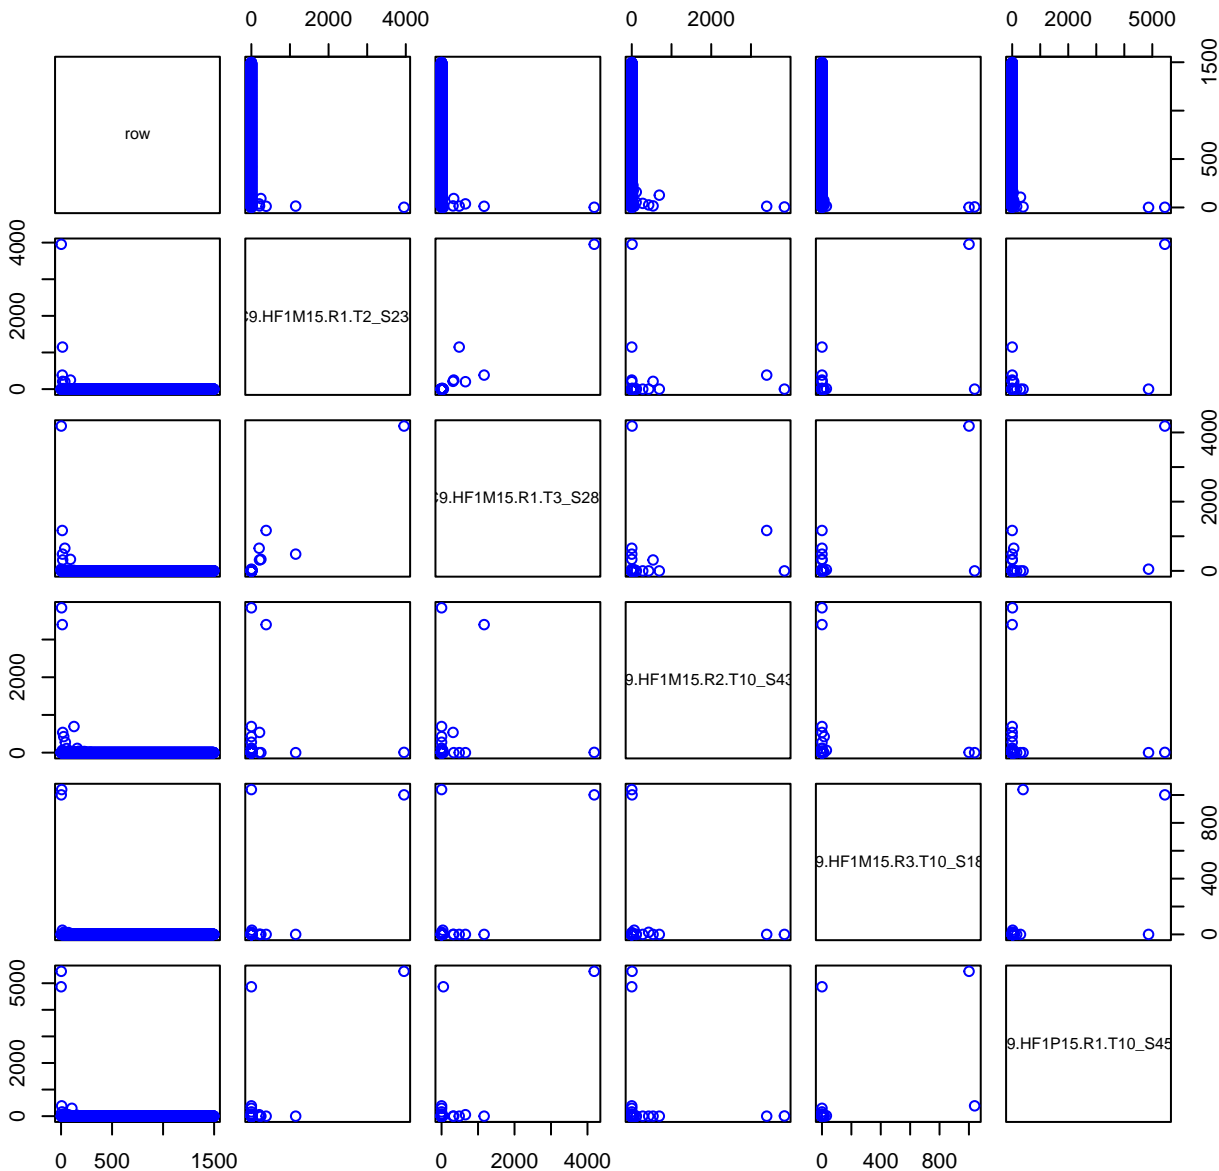 0 2000 4000 0 2000 0 2000 5000
row
0 500 1500
0 2000 4000
9.HF1M15.R1.T2_S23
9.HF1M15.R1.T3_S28
0 2000 4000
0 2000
9.HF1M15.R2.T10_S43
9.HF1M15.R3.T10_S18
0 400 800
0 2000 5000
9.HF1P15.R1.T10_S45
0 500 1500 0 2000 4000 0 400 800